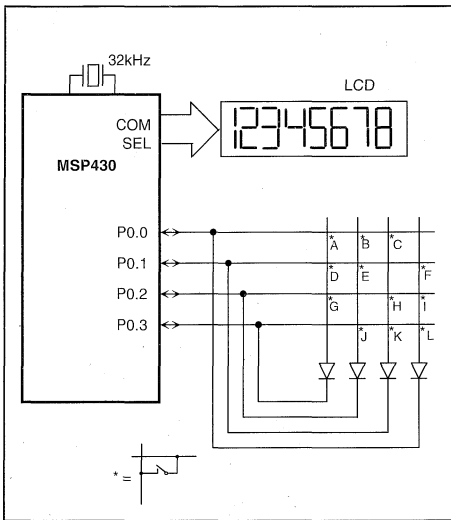 32kHz
LCD
COM
SEL
12345678
MSP430
P0.0
*A *B *C
P0.1
*D *E *F
P0.2
*G *H *I
P0.3
*J *K *L
* =